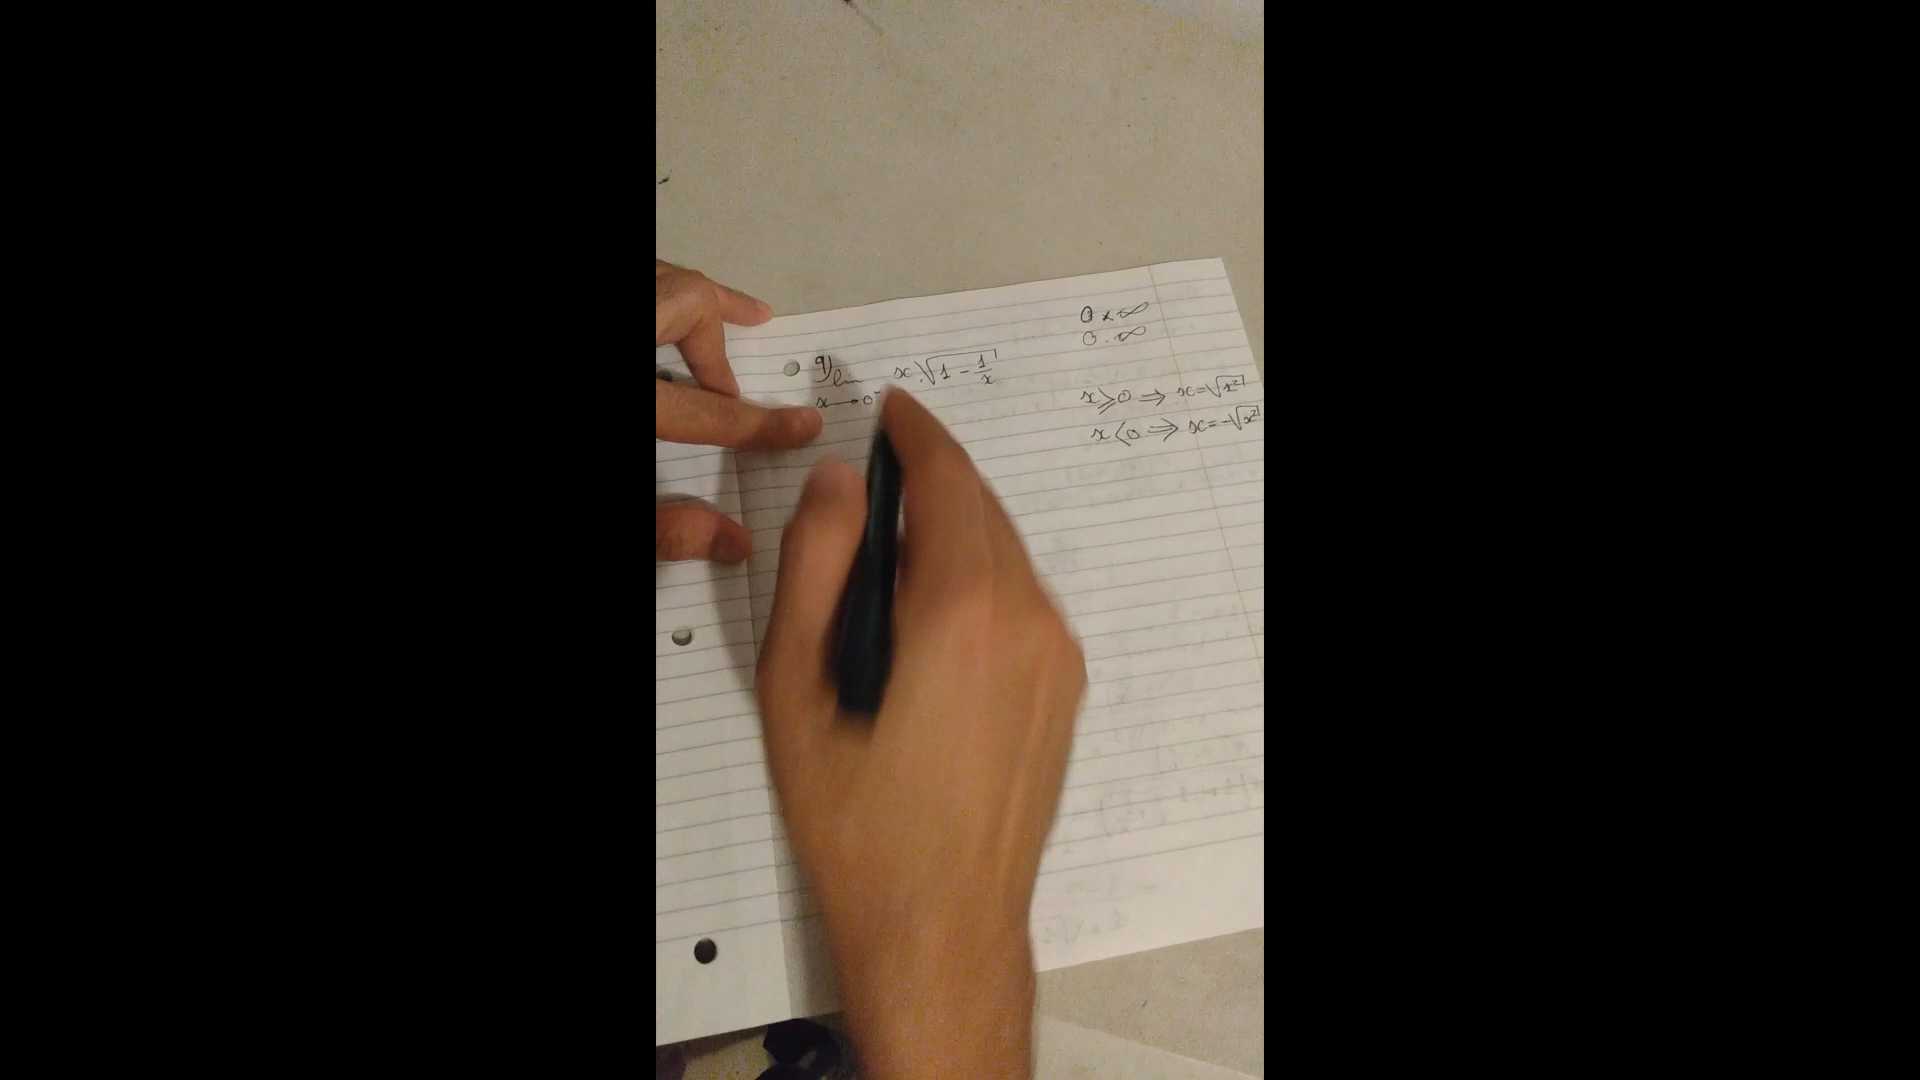 9) lim x.√(1 - 1/x)
x → 0⁻
0 × ∞
0 . ∞
x ⩾ 0 ⇒ x = √x²
x < 0 ⇒ x = -√x²